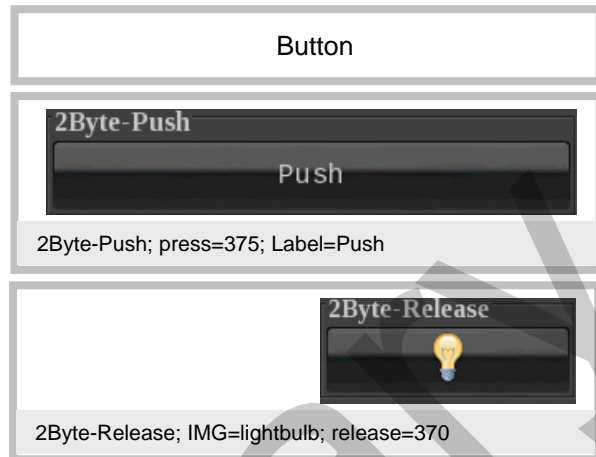 Button
2Byte-Push
Push
2Byte-Push; press=375; Label=Push
2Byte-Release
2Byte-Release; IMG=lightbulb; release=370